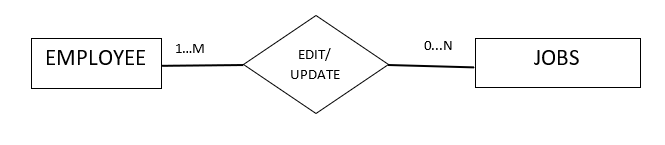 EMPLOYEE
1...M
EDIT/
UPDATE
0...N
JOBS